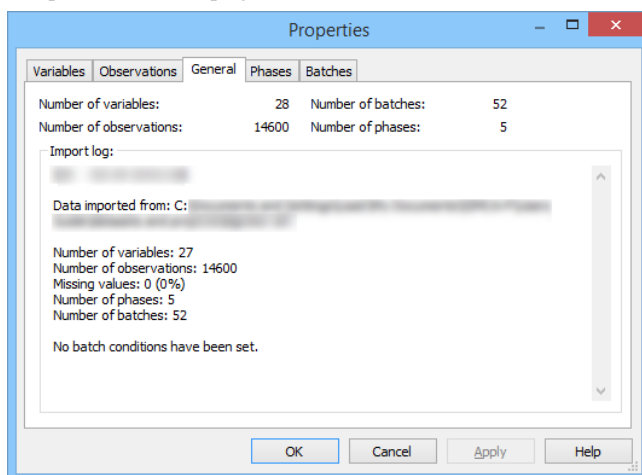 Properties
Variables Observations General Phases Batches
Number of variables: 28 Number of batches: 52
Number of observations: 14600 Number of phases: 5
Import log:
Data imported from: C:
Number of variables: 27
Number of observations: 14600
Missing values: 0 (0%)
Number of phases: 5
Number of batches: 52
No batch conditions have been set.
OK Cancel Apply Help